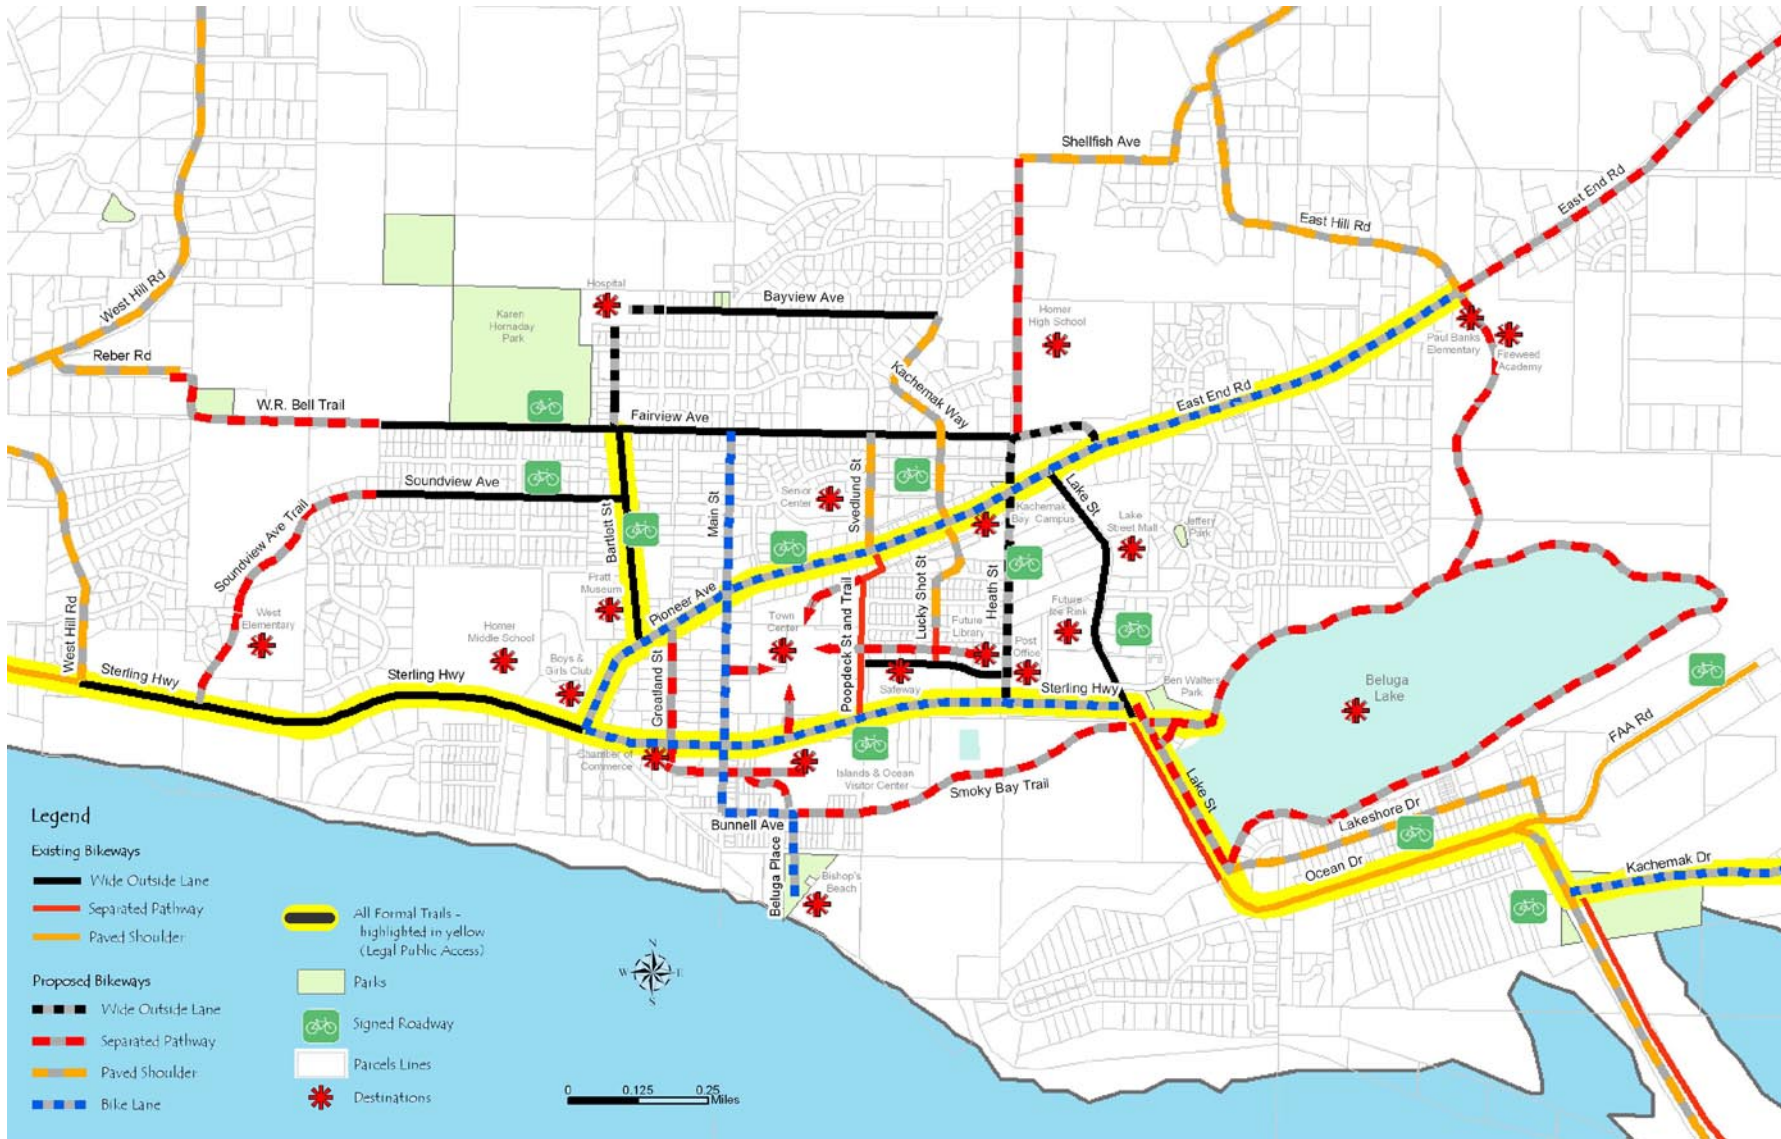 Shellfish Ave
East End Rd
East Hill Rd
West Hill Rd
Hospital
Bayview Ave
Karen
Hornaday
Park
Homer
High School
Paul Banks
Elementary
Fireweed
Academy
Reber Rd
Kachemak Way
East End Rd
W.R. Bell Trail
Fairview Ave
Soundview Ave
Soundview Ave Trail
Bartlett St
Main St
Senior
Center
Svedlund St
Lake St
Kachemak
Bay Campus
Lake
Street Mall
Jeffery
Park
Pratt
Museum
Pioneer Ave
Lucky Shot St
Heath St
Future
Ice Rink
West Hill Rd
West
Elementary
Homer
Middle School
Town
Center
Poopdeck St and Trail
Future
Library
Post
Office
Boys &
Girls Club
Greatland St
Safeway
Sterling Hwy
Sterling Hwy
Sterling Hwy
Ben Walters
Park
Beluga
Lake
FAA Rd
Chamber of
Commerce
Islands & Ocean
Visitor Center
Smoky Bay Trail
Lake St
Lakeshore Dr
Bunnell Ave
Beluga Place
Ocean Dr
Kachemak Dr
Bishop's
Beach
Legend
Existing Bikeways
Wide Outside Lane
Separated Pathway
Paved Shoulder
Proposed Bikeways
Wide Outside Lane
Separated Pathway
Paved Shoulder
Bike Lane
All Formal Trails -
highlighted in yellow
(Legal Public Access)
Parks
Signed Roadway
Parcels Lines
Destinations
N
W E
S
0 0.125 0.25
Miles